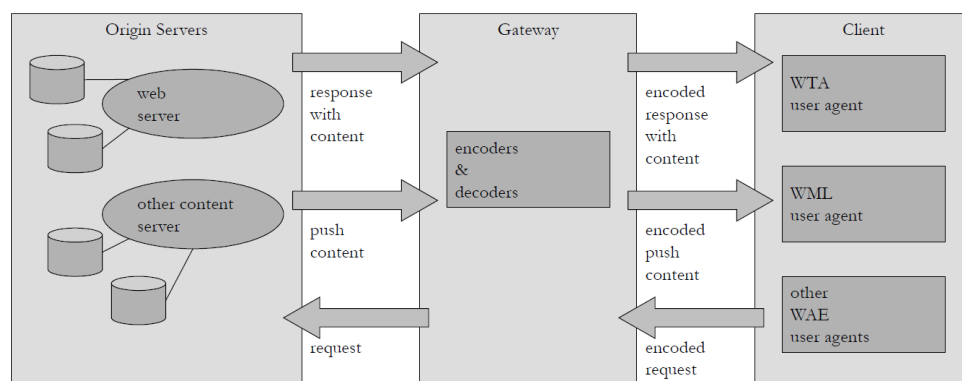 Origin Servers
web
server
other content
server
response
with
content
push
content
request
Gateway
encoders
&
decoders
encoded
response
with
content
encoded
push
content
encoded
request
Client
WTA
user agent
WML
user agent
other
WAE
user agents